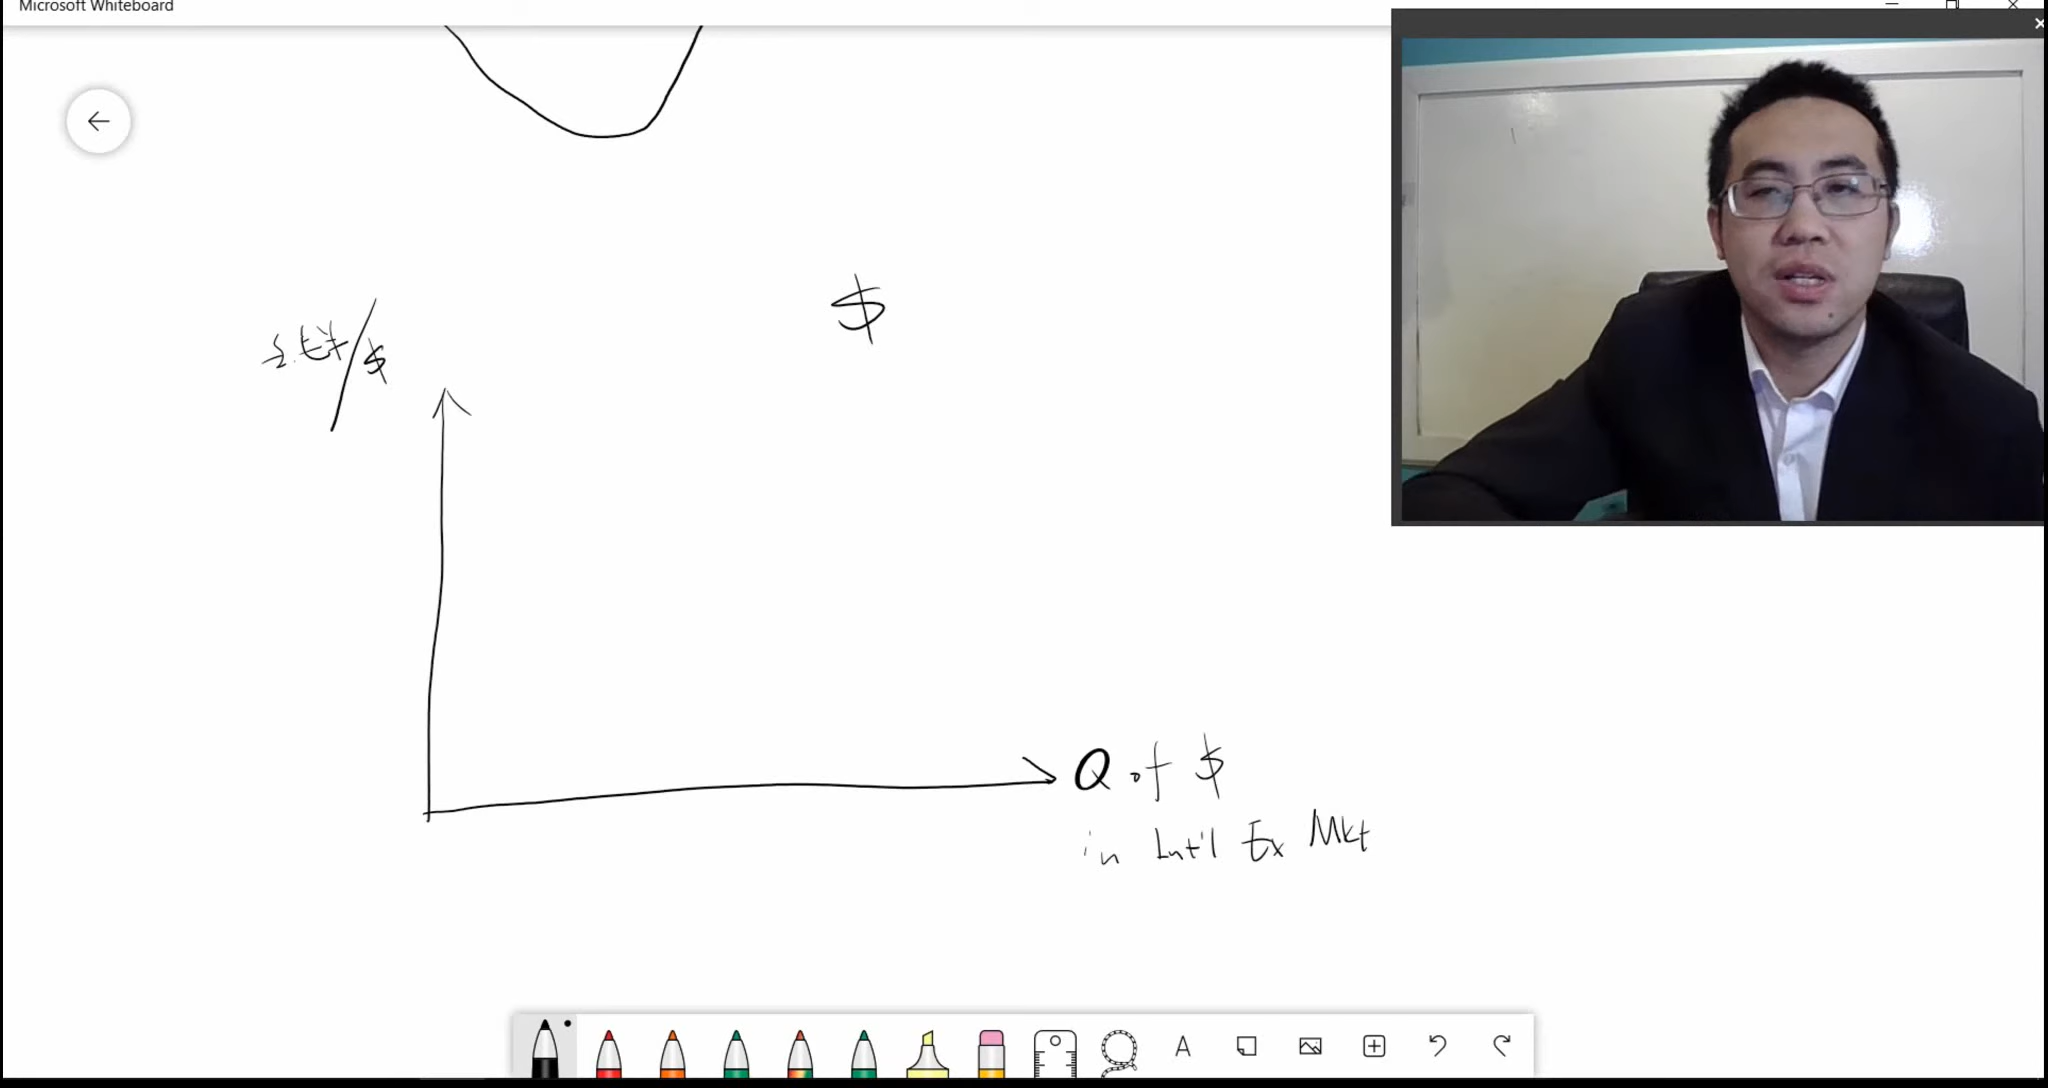 Microsoft Whiteboard
$
/$
Q of $
in Int'l Ex Mkt
A